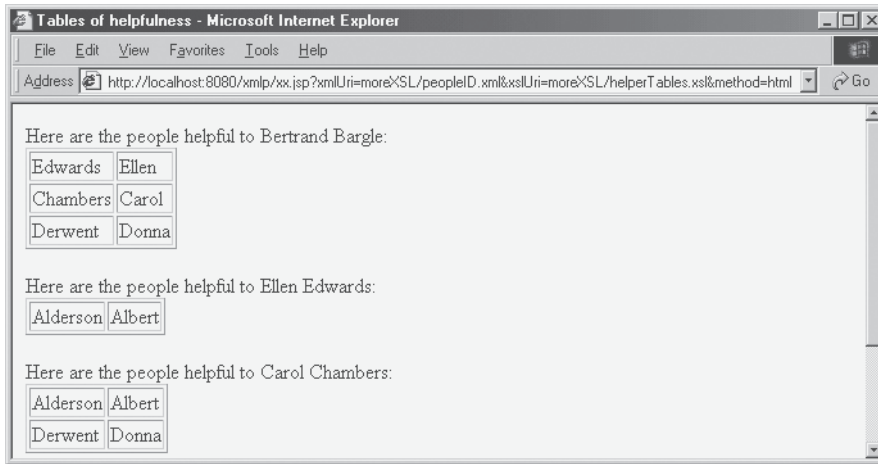 Tables of helpfulness - Microsoft Internet Explorer
File Edit View Favorites Tools Help
Address http://localhost:8080/xmlp/xx.jsp?xmlUri=moreXSL/peopleID.xml&xslUri=moreXSL/helperTables.xsl&method=html Go
Here are the people helpful to Bertrand Bargle:
Edwards Ellen
Chambers Carol
Derwent Donna
Here are the people helpful to Ellen Edwards:
Alderson Albert
Here are the people helpful to Carol Chambers:
Alderson Albert
Derwent Donna